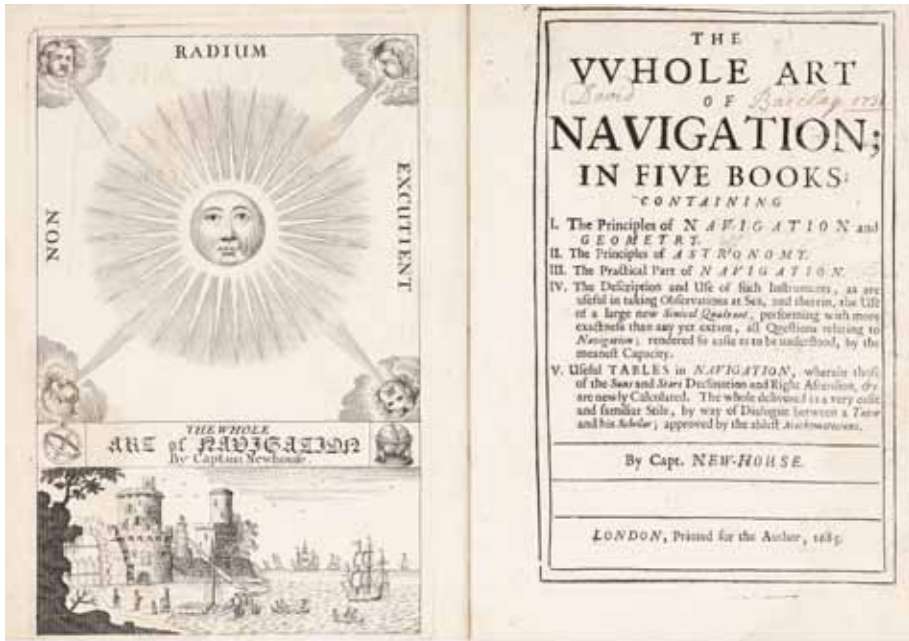 RADIUM
NON
EXCUTIENT
THE WHOLE
ART of NAVIGATION
By Captain Newhouse.
THE
VVHOLE ART
OF
David Barclay 1731
NAVIGATION;
IN FIVE BOOKS:
CONTAINING
I. The Principles of NAVIGATION and
GEOMETRY.
II. The Principles of ASTRONOMY.
III. The Practical Part of NAVIGATION.
IV. The Description and Use of such Instruments, as are
useful in taking Observations at Sea, and therein, the Use
of a large new Sinical Quadrant, performing with more
exactness than any yet extant, all Questions relating to
Navigation; rendered so easie as to be understood, by the
meanest Capacity.
V. Useful TABLES in NAVIGATION, wherein those
of the Suns and Stars Declination and Right Ascension, &c.
are newly Calculated. The whole delivered in a very easie
and familiar Stile, by way of Dialogue between a Tutor
and his Scholar; approved by the ablest Mathematicians.
By Capt. NEW-HOUSE.
LONDON, Printed for the Author, 1685.